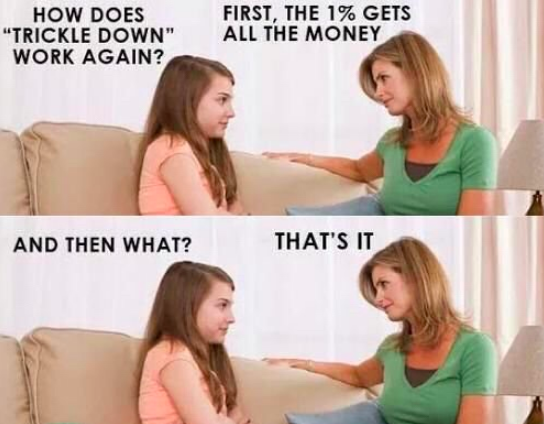 HOW DOES
"TRICKLE DOWN"
WORK AGAIN?
FIRST, THE 1% GETS
ALL THE MONEY
AND THEN WHAT?
THAT'S IT